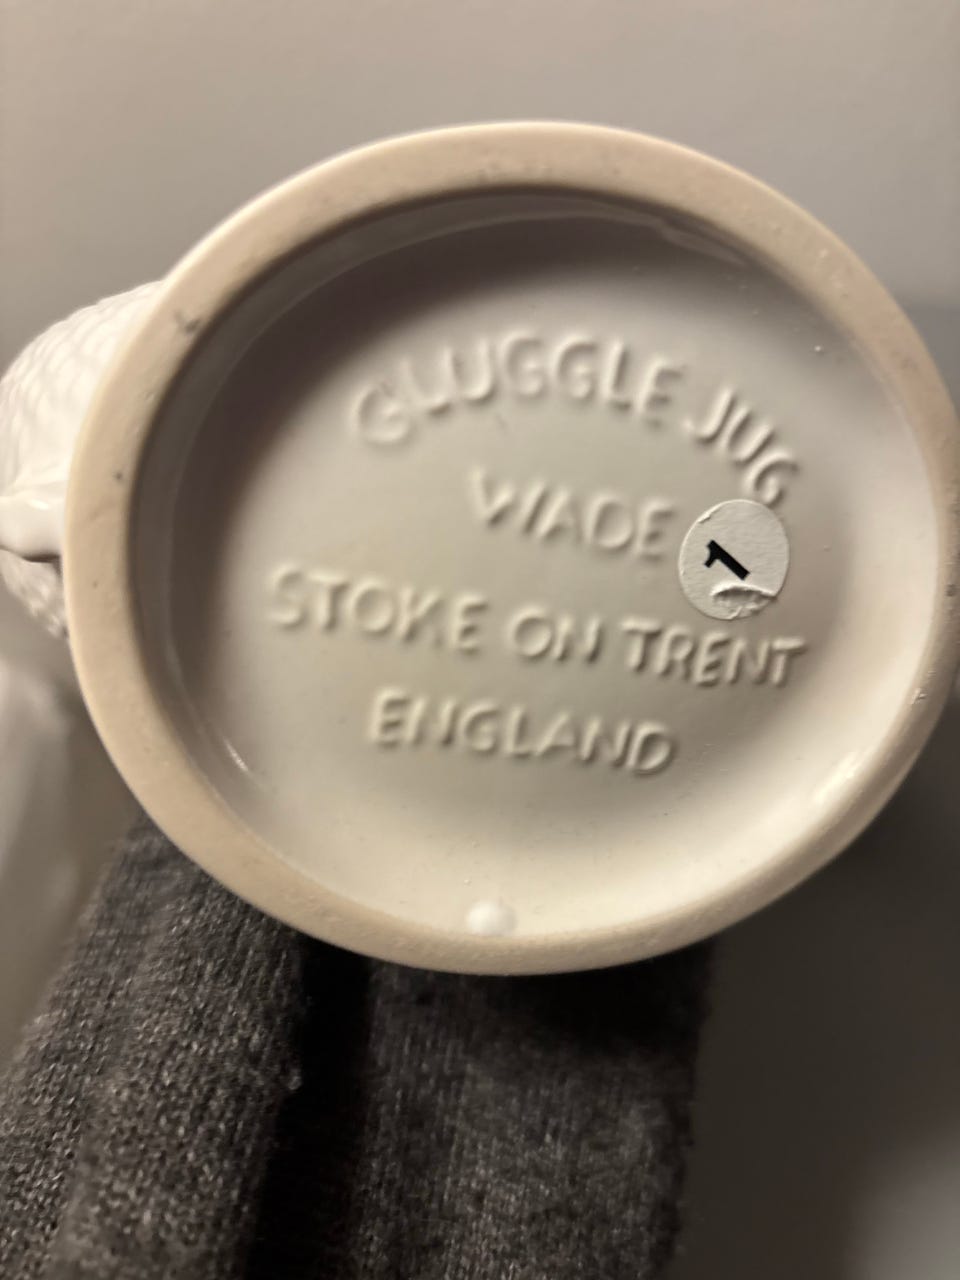 GLUGGLE JUG
WADE
1
STOKE ON TRENT
ENGLAND